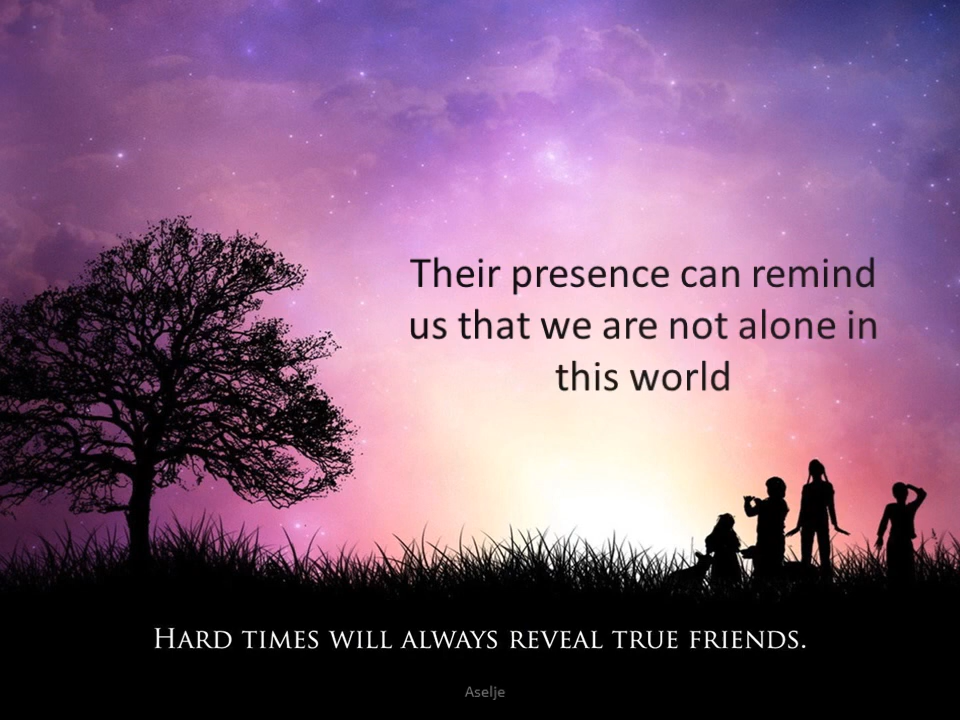 Their presence can remind
us that we are not alone in
this world
Hard times will always reveal true friends.
Aselje